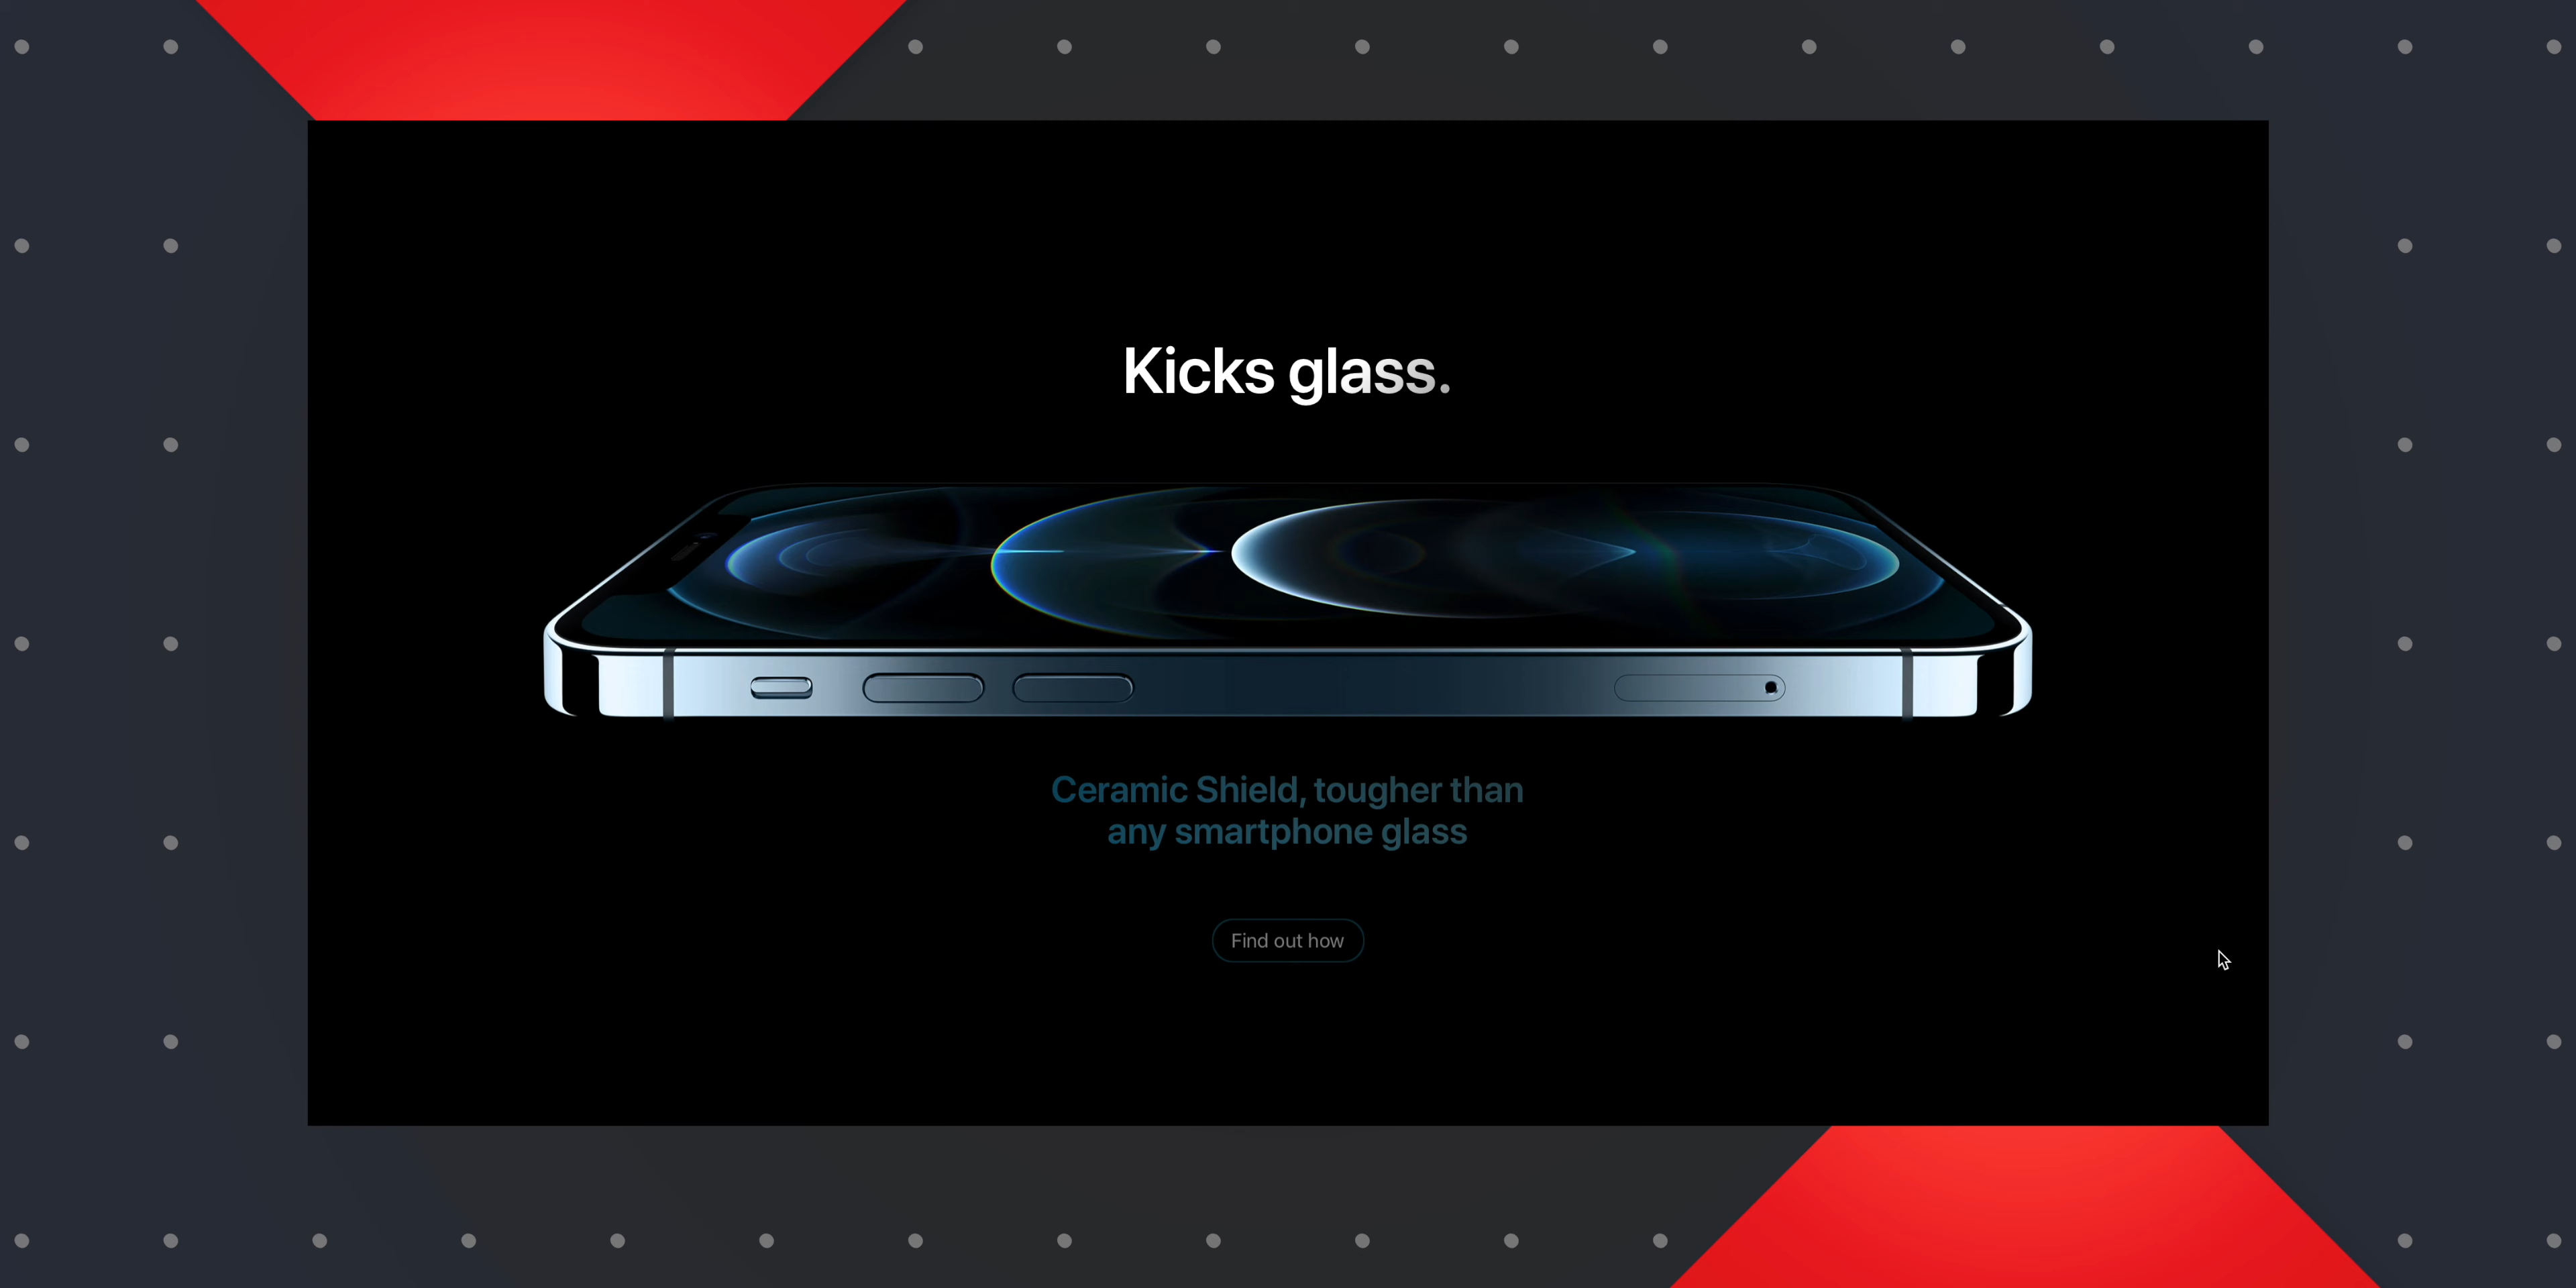 Kicks glass.
Ceramic Shield, tougher than
any smartphone glass
Find out how